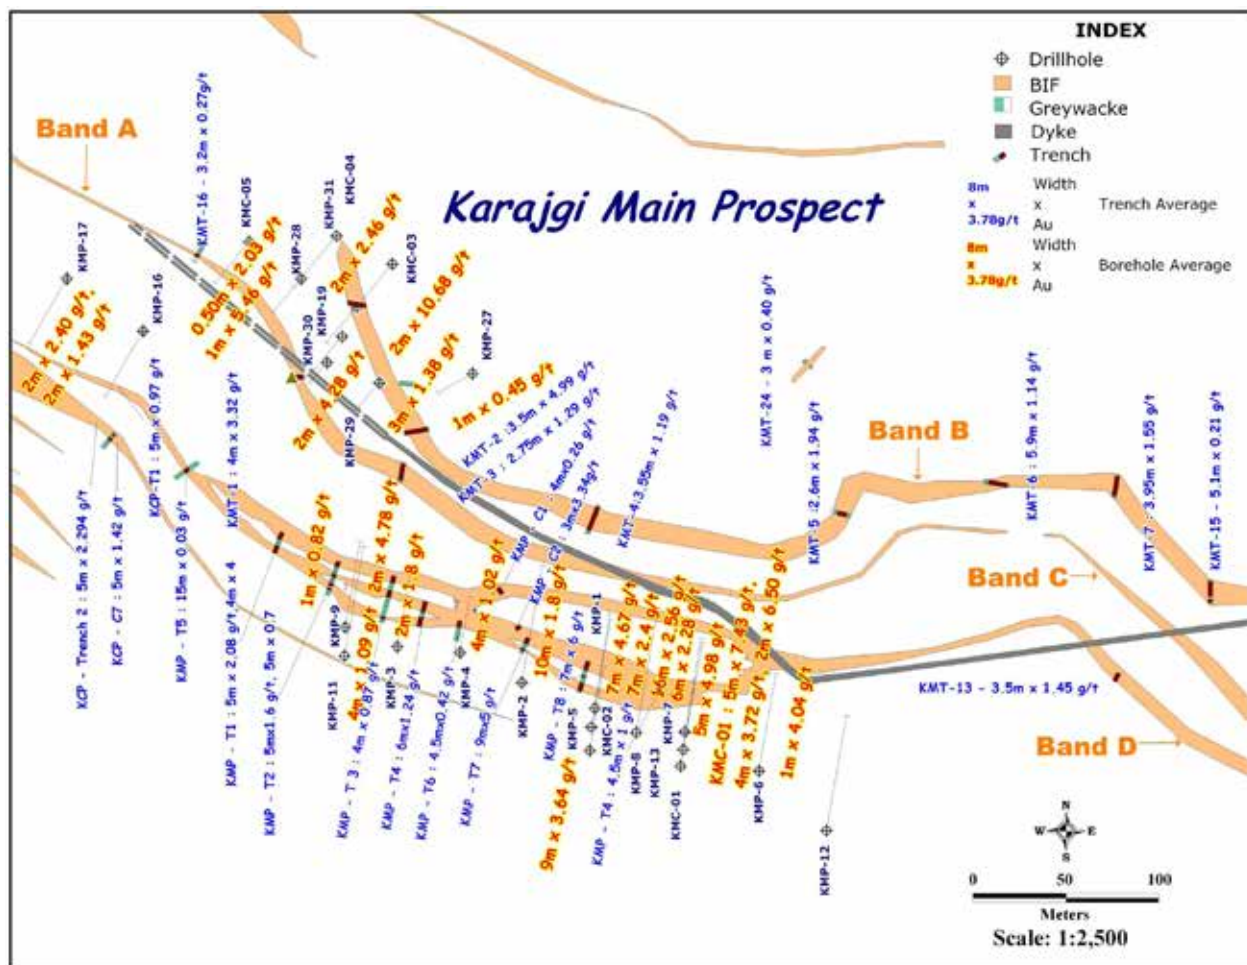 INDEX
Drillhole
BIF
Greywacke
Dyke
Trench
8m
x
3.78g/t
Width
x
Au
Trench Average
8m
x
3.78g/t
Width
x
Au
Borehole Average
Karajgi Main Prospect
Band A
Band B
Band C
Band D
KMT-16 - 3.2m x 0.27g/t
KMC-05
KMP-28
KMP-31
KMC-04
KMC-03
KMP-17
KMP-16
KMP-19
KMP-30
KMP-27
KMP-29
0.50m x 2.03 g/t
1m x 5.46 g/t
2m x 2.46 g/t
2m x 10.68 g/t
3m x 1.38 g/t
1m x 0.45 g/t
2m x 4.28 g/t
2m x 2.40 g/t.
2m x 1.43 g/t
KMT-24 - 3 m x 0.40 g/t
KMT-2 :3.5m x 4.99 g/t
KMT-3 : 2.75m x 1.29 g/t
KMP - C1 : 4mx0.26 g/t
KMP - C2 : 3mx3.34g/t
KMT-4:3.55m x 1.19 g/t
KMT-5 :2.6m x 1.94 g/t
KMT-6 : 5.9m x 1.14 g/t
KMT-7 : 3.95m x 1.55 g/t
KMT-15 - 5.1m x 0.21 g/t
KMT-13 - 3.5m x 1.45 g/t
KCP - Trench 2 : 5m x 2.294 g/t
KCP - C7 : 5m x 1.42 g/t
KCP-T1 : 5m x 0.97 g/t
KMP - T5 : 15m x 0.03 g/t
KMT-1 : 4m x 3.32 g/t
KMP - T1 : 5m x 2.08 g/t,4m x 4
KMP - T2 : 5mx1.6 g/t, 5m x 0.7
KMP - T 3 : 4m x 0.87 g/t
KMP - T4 : 6mx1.24 g/t
KMP - T6 : 4.5mx0.42 g/t
KMP - T7 : 9mx5 g/t
KMP - T8 : 7m x 6 g/t
KMP - T4 : 4.5m x 1 g/t
1m x 0.82 g/t
2m x 4.78 g/t
2m x 1.8 g/t
4m x 1.09 g/t
4m x 1.02 g/t
10m x 1.8 g/t
9m x 3.64 g/t
7m x 4.67 g/t
7m x 2.4 g/t
6m x 2.28 g/t
5m x 4.98 g/t
KMC-01 : 5m x 7.43 g/t.
4m x 3.72 g/t, 2m x 6.50 g/t
1m x 4.04 g/t
KMP-9
KMP-11
KMP-3
KMP-4
KMP-2
KMP-5
KMC-02
KMP-1
KMP-8
KMP-13
KMP-7
KMC-01
KMP-6
KMP-12
N
W
E
S
0
50
100
Meters
Scale: 1:2,500